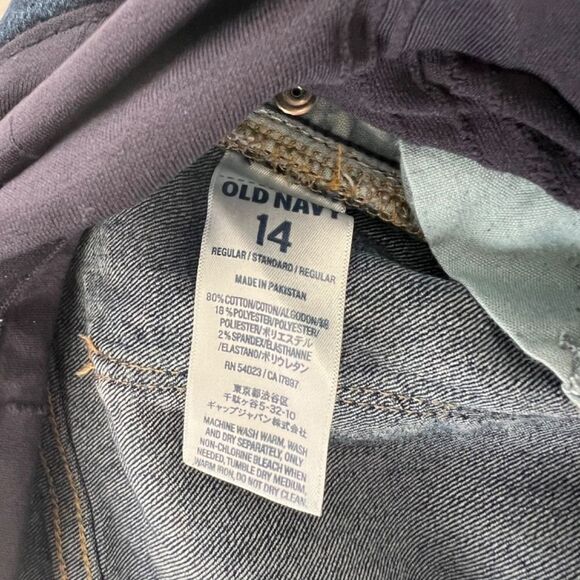 OLD NAVY
14
REGULAR / STANDARD / REGULAR
MADE IN PAKISTAN
80% COTTON/COTON/ALGODON/綿
18% POLYESTER/POLYESTER/
POLIESTER/ポリエステル
2% SPANDEX/ELASTHANNE
/ELASTANO/ポリウレタン
RN 54023 / CA 17897
東京都渋谷区
千駄ヶ谷5-32-10
ギャップジャパン株式会社
MACHINE WASH WARM, WASH
AND DRY SEPARATELY, ONLY
NON-CHLORINE BLEACH WHEN
NEEDED, TUMBLE DRY MEDIUM,
WARM IRON, DO NOT DRY CLEAN.